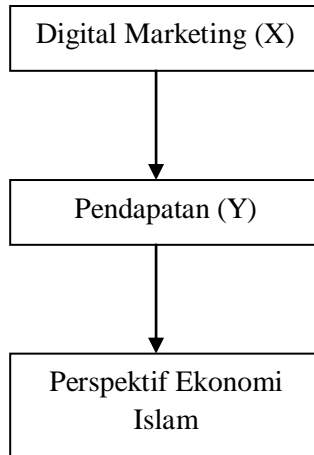 Digital Marketing (X)
Pendapatan (Y)
Perspektif Ekonomi
Islam